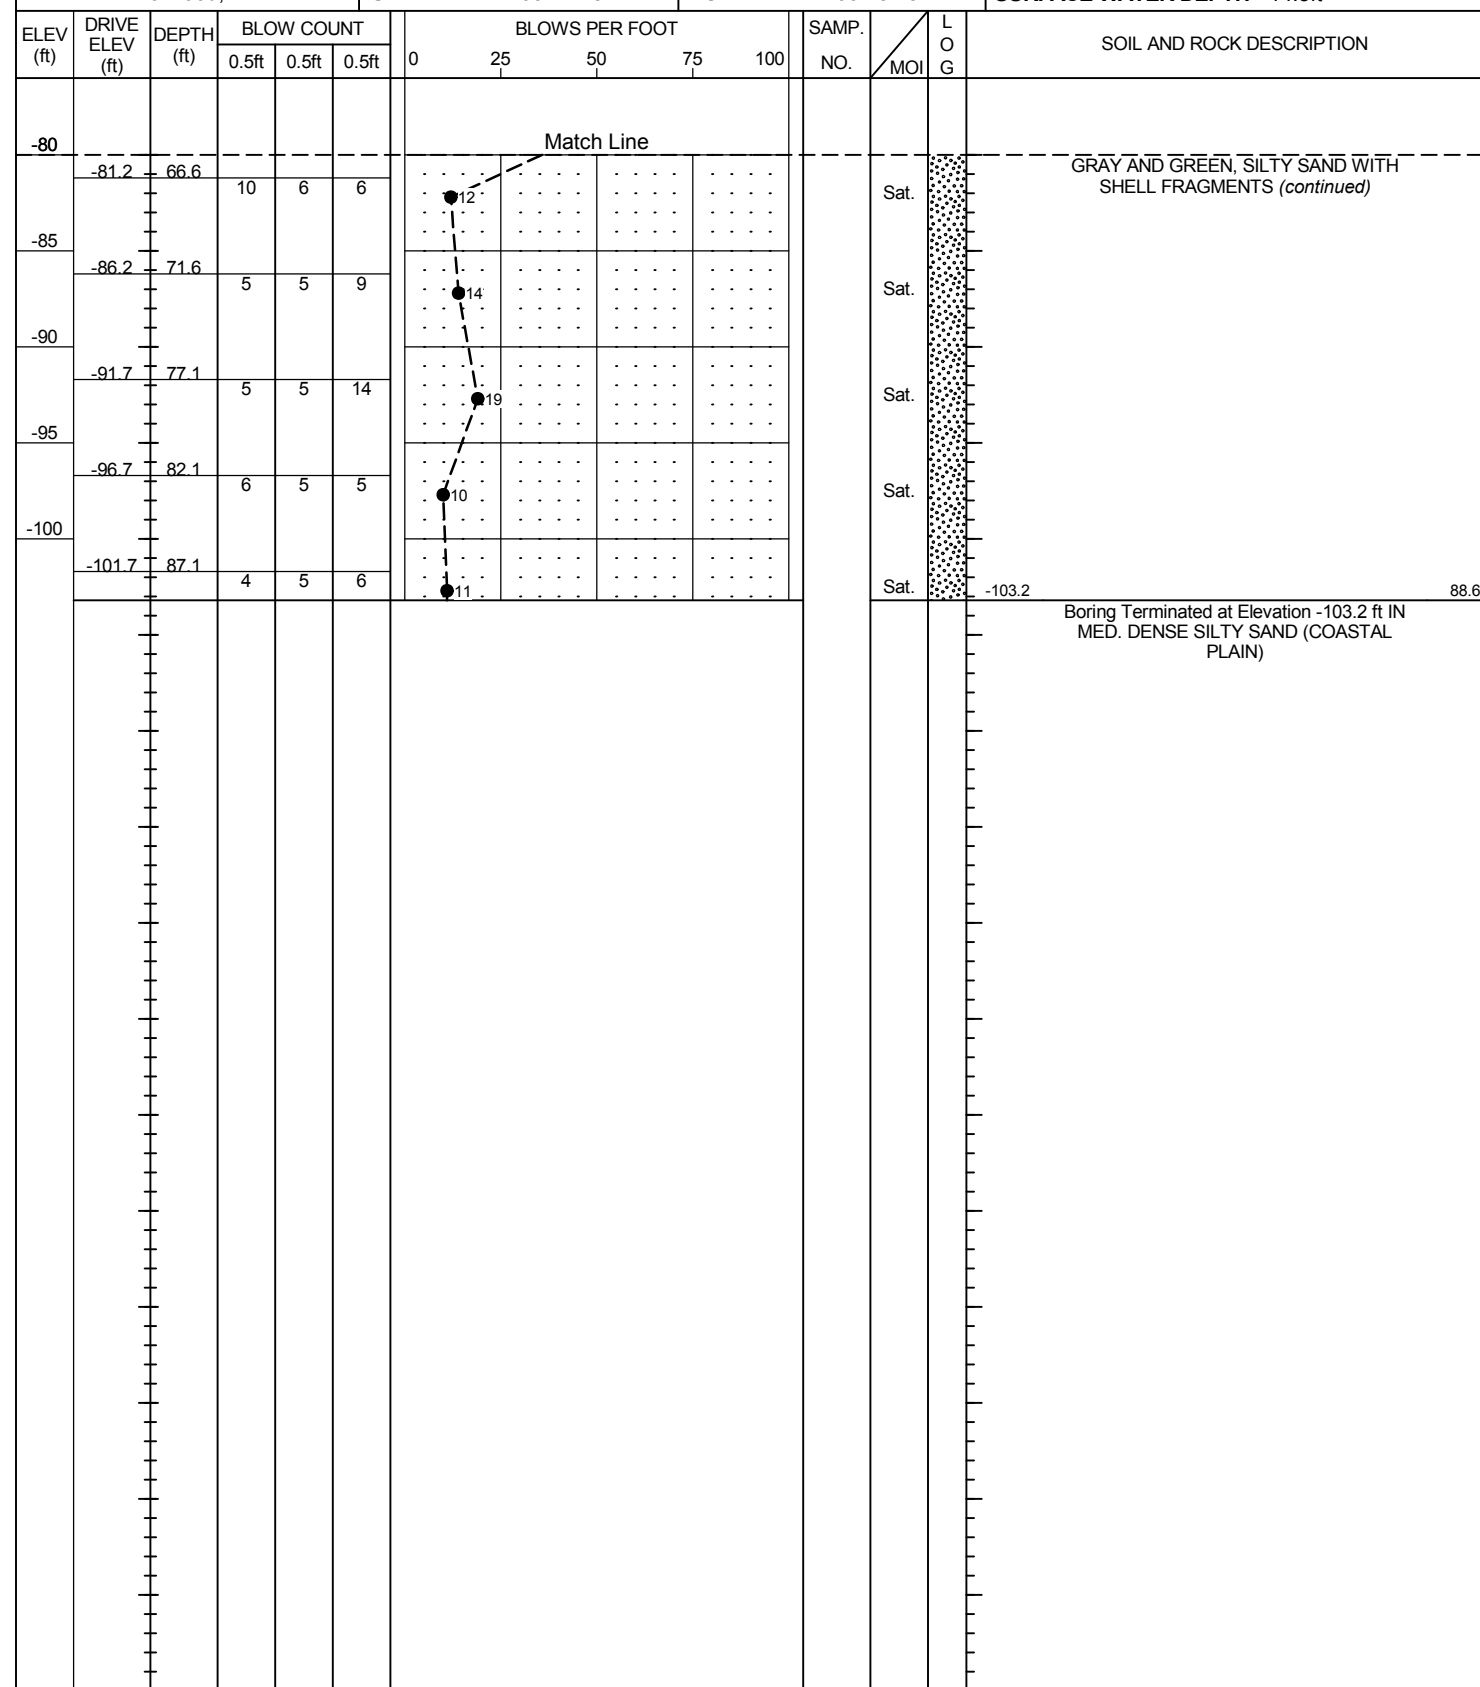 ELEV (ft) DRIVE ELEV (ft) DEPTH (ft) BLOW COUNT BLOWS PER FOOT SAMP. NO. MOI L O G SOIL AND ROCK DESCRIPTION
0.5ft 0.5ft 0.5ft 0 25 50 75 100
Match Line
-80
GRAY AND GREEN, SILTY SAND WITH
SHELL FRAGMENTS (continued)
-81.2 66.6
10 6 6 12 Sat.
-85
-86.2 71.6
5 5 9 14 Sat.
-90
-91.7 77.1
5 5 14 19 Sat.
-95
-96.7 82.1
6 5 5 10 Sat.
-100
-101.7 87.1
4 5 6 11 Sat.
-103.2 88.6
Boring Terminated at Elevation -103.2 ft IN
MED. DENSE SILTY SAND (COASTAL
PLAIN)